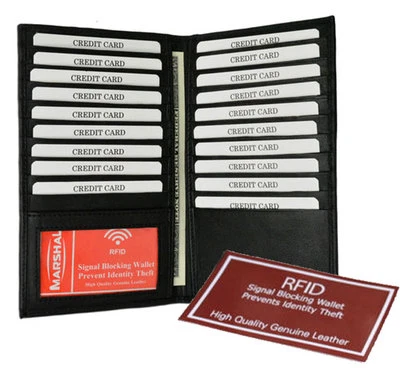 CREDIT CARD
CREDIT CARD
CREDIT CARD
CREDIT CARD
CREDIT CARD
CREDIT CARD
CREDIT CARD
CREDIT CARD
CREDIT CARD
MARSHAL
RFID
Signal Blocking Wallet
Prevent Identity Theft
High Quality Genuine Leather
FEDERAL RESERVE NOTE
CREDIT CARD
CREDIT CARD
CREDIT CARD
CREDIT CARD
CREDIT CARD
CREDIT CARD
CREDIT CARD
CREDIT CARD
CREDIT CARD
CREDIT CARD
RFID
Signal Blocking Wallet
Prevents Identity Theft
High Quality Genuine Leather